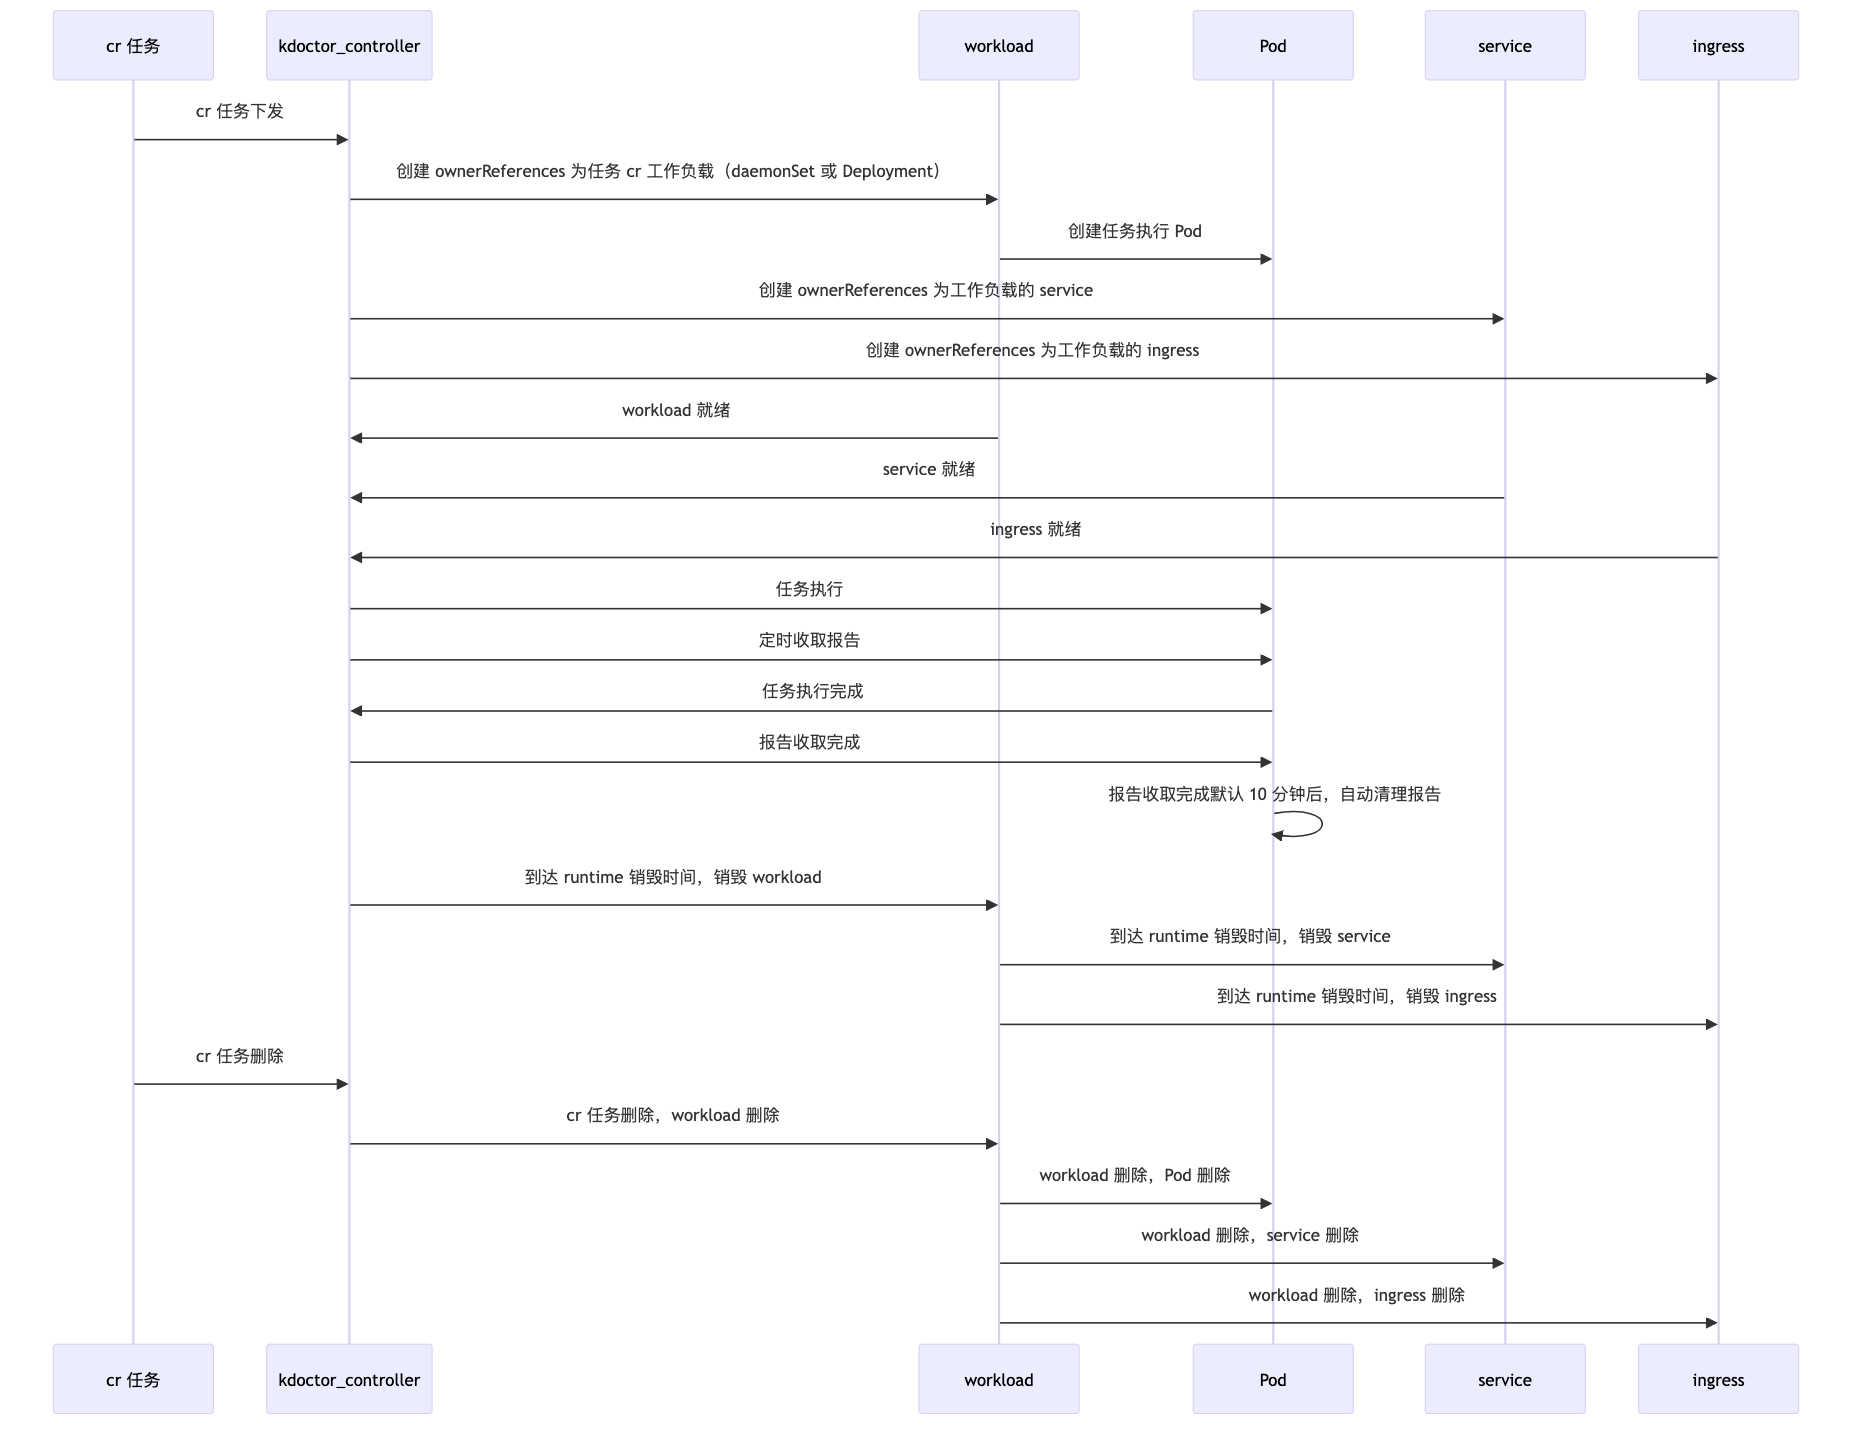 cr 任务
kdoctor_controller
workload
Pod
service
ingress
cr 任务下发
创建 ownerReferences 为任务 cr 工作负载（daemonSet 或 Deployment）
创建任务执行 Pod
创建 ownerReferences 为工作负载的 service
创建 ownerReferences 为工作负载的 ingress
workload 就绪
service 就绪
ingress 就绪
任务执行
定时收取报告
任务执行完成
报告收取完成
报告收取完成默认 10 分钟后，自动清理报告
到达 runtime 销毁时间，销毁 workload
到达 runtime 销毁时间，销毁 service
到达 runtime 销毁时间，销毁 ingress
cr 任务删除
cr 任务删除，workload 删除
workload 删除，Pod 删除
workload 删除，service 删除
workload 删除，ingress 删除
cr 任务
kdoctor_controller
workload
Pod
service
ingress